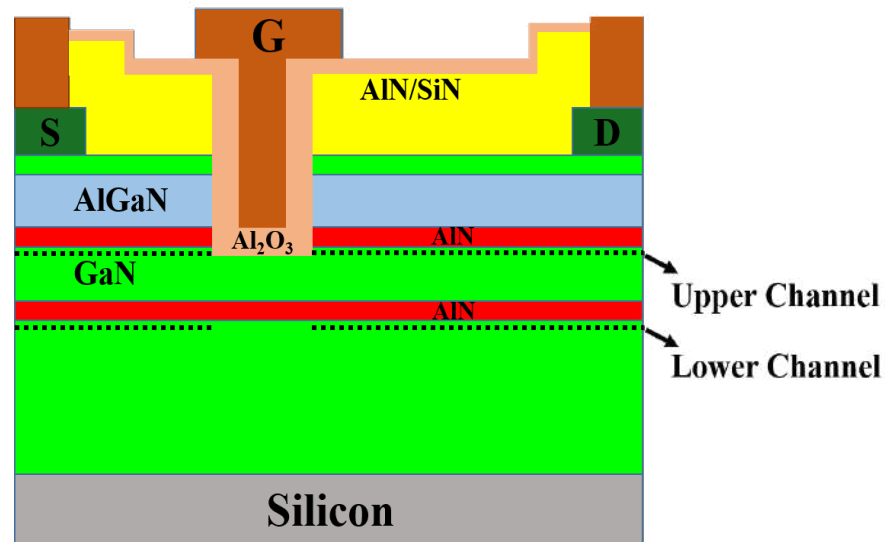 G
AlN/SiN
S
D
AlGaN
Al₂O₃
AlN
GaN
Upper Channel
AlN
Lower Channel
Silicon